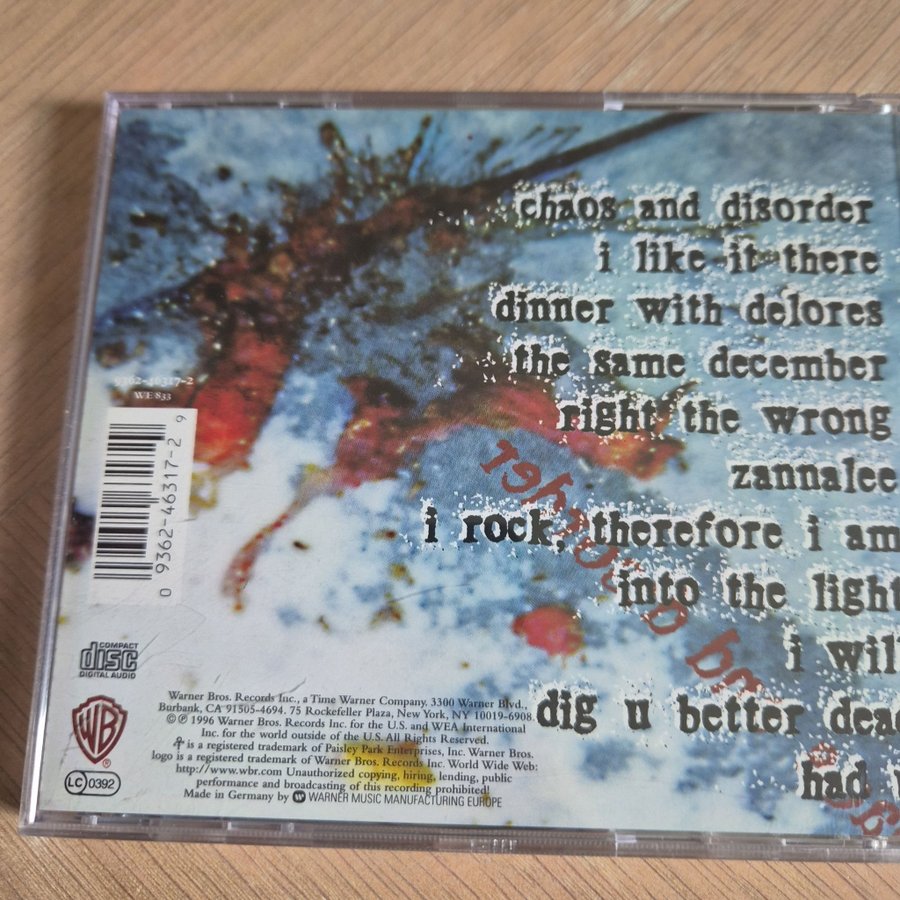 chaos and disorder
i like it there
dinner with delores
the same december
right the wrong
zannalee
i rock, therefore i am
into the light
i will
dig u better dead
had u
9362-46317-2
WE 833
0 9362-46317-2 9
COMPACT
disc
DIGITAL AUDIO
WB
LC 0392
Warner Bros. Records Inc., a Time Warner Company. 3300 Warner Blvd.,
Burbank, CA 91505-4694. 75 Rockefeller Plaza, New York, NY 10019-6908
©℗ 1996 Warner Bros. Records Inc. for the U.S. and WEA International
Inc. for the world outside of the U.S. All Rights Reserved.
is a registered trademark of Paisley Park Enterprises, Inc. Warner Bros.
logo is a registered trademark of Warner Bros. Records Inc. World Wide Web:
http://www.wbr.com Unauthorized copying, hiring, lending, public
performance and broadcasting of this recording prohibited!
Made in Germany by WARNER MUSIC MANUFACTURING EUROPE